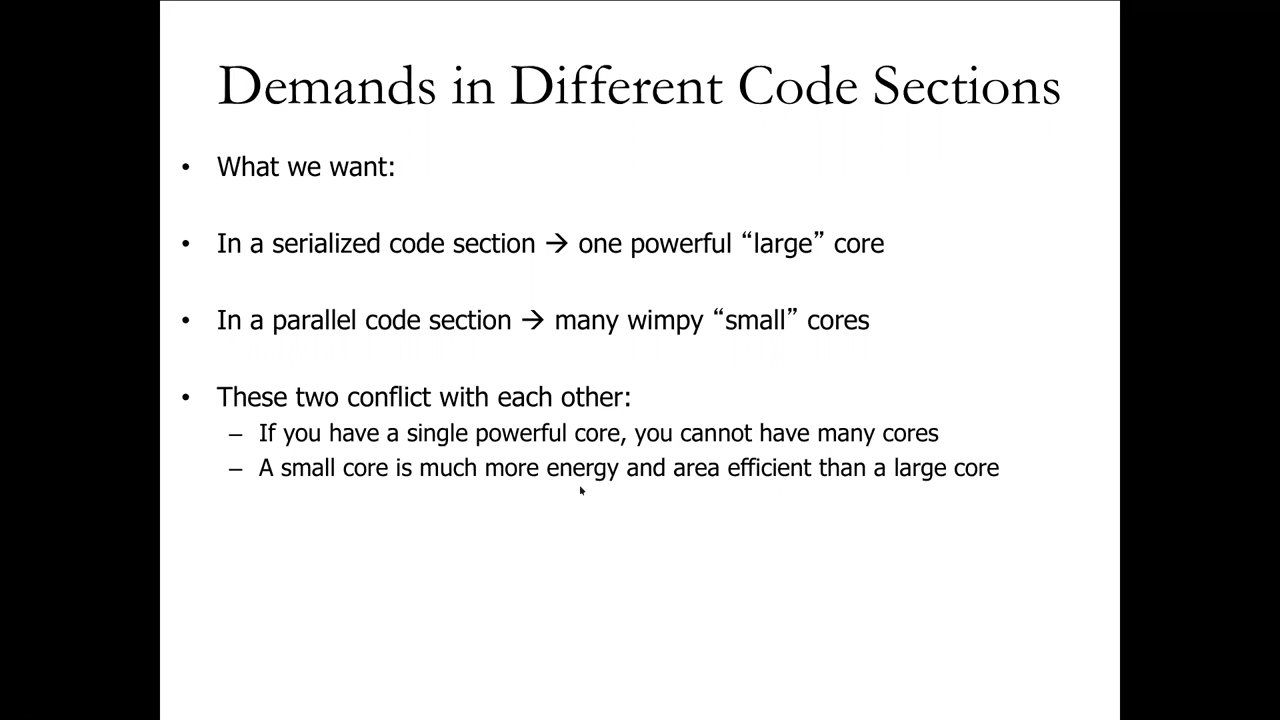 Demands in Different Code Sections
• What we want:
• In a serialized code section → one powerful “large” core
• In a parallel code section → many wimpy “small” cores
• These two conflict with each other:
– If you have a single powerful core, you cannot have many cores
– A small core is much more energy and area efficient than a large core